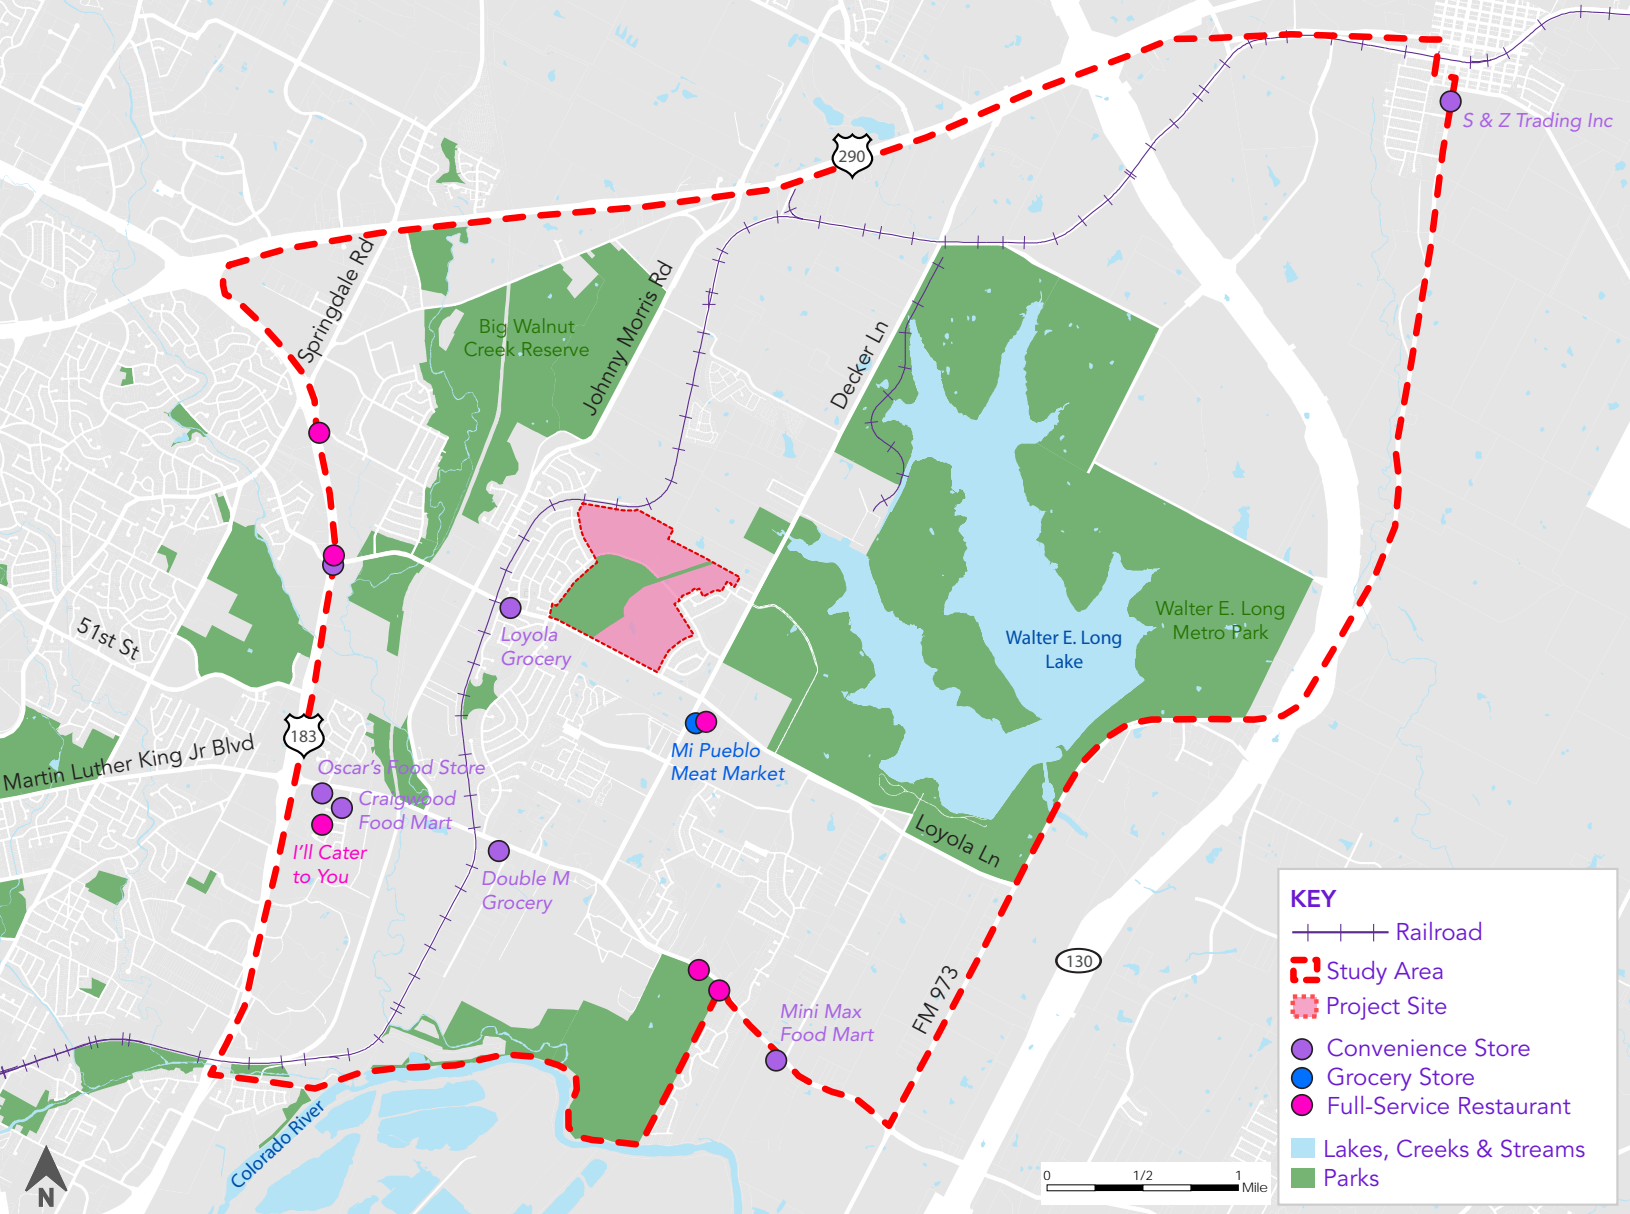 S & Z Trading Inc
290
Springdale Rd
Big Walnut
Creek Reserve
Johnny Morris Rd
Decker Ln
51st St
Loyola
Grocery
Walter E. Long
Metro Park
Walter E. Long
Lake
183
Martin Luther King Jr Blvd
Oscar's Food Store
Craigwood
Food Mart
I'll Cater
to You
Mi Pueblo
Meat Market
Loyola Ln
Double M
Grocery
130
FM 973
Mini Max
Food Mart
Colorado River
N
0 1/2 1
Mile
KEY
Railroad
Study Area
Project Site
Convenience Store
Grocery Store
Full-Service Restaurant
Lakes, Creeks & Streams
Parks